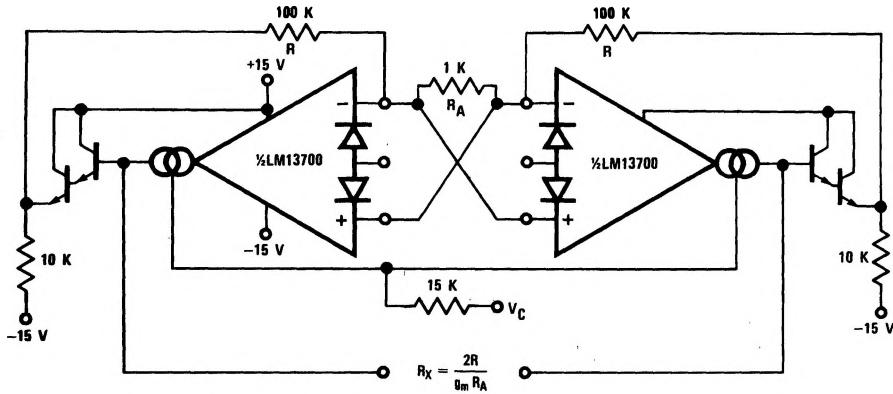 100 K
R
100 K
R
+15 V
1 K
RA
−
½LM13700
+
−
½LM13700
+
−15 V
10 K
−15 V
15 K
VC
10 K
−15 V
RX = 2R / gm RA